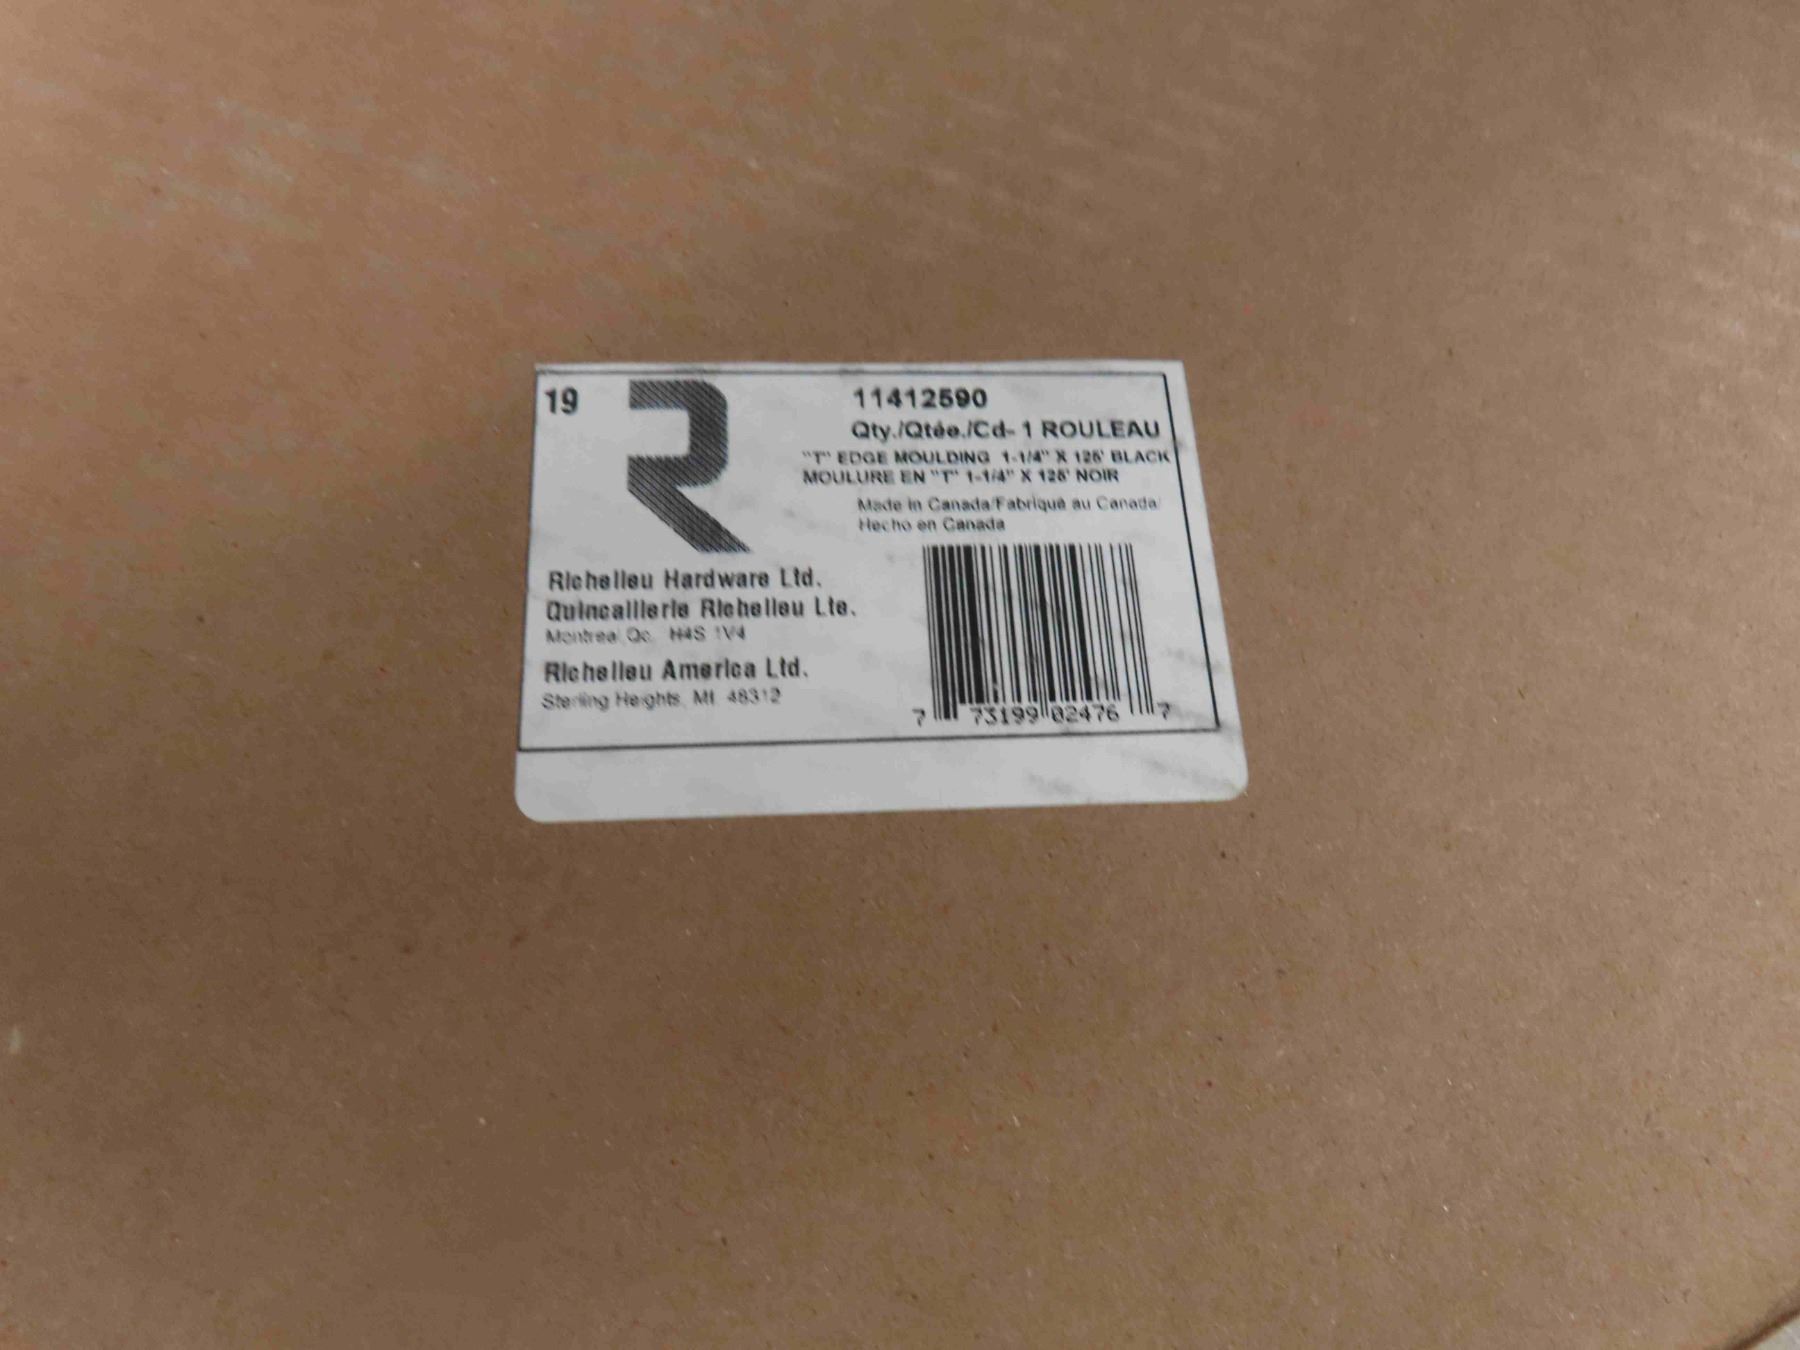 19
R
11412590
Qty./Qtée./Cd- 1 ROULEAU
"T" EDGE MOULDING 1-1/4" X 125' BLACK
MOULURE EN "T" 1-1/4" X 125' NOIR
Made in Canada/Fabriqué au Canada/
Hecho en Canada
Richelieu Hardware Ltd.
Quincaillerie Richelieu Lte.
Montreal, Qc. H4S 1V4
Richelieu America Ltd.
Sterling Heights, MI. 48312
7 73199 02476 7